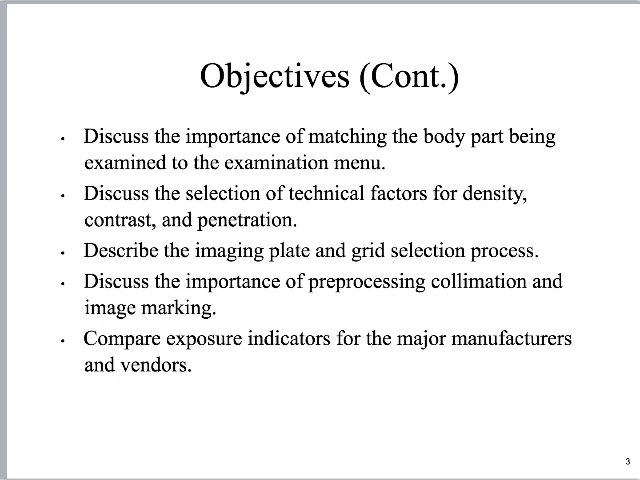 Objectives (Cont.)
• Discuss the importance of matching the body part being
examined to the examination menu.
• Discuss the selection of technical factors for density,
contrast, and penetration.
• Describe the imaging plate and grid selection process.
• Discuss the importance of preprocessing collimation and
image marking.
• Compare exposure indicators for the major manufacturers
and vendors.
3